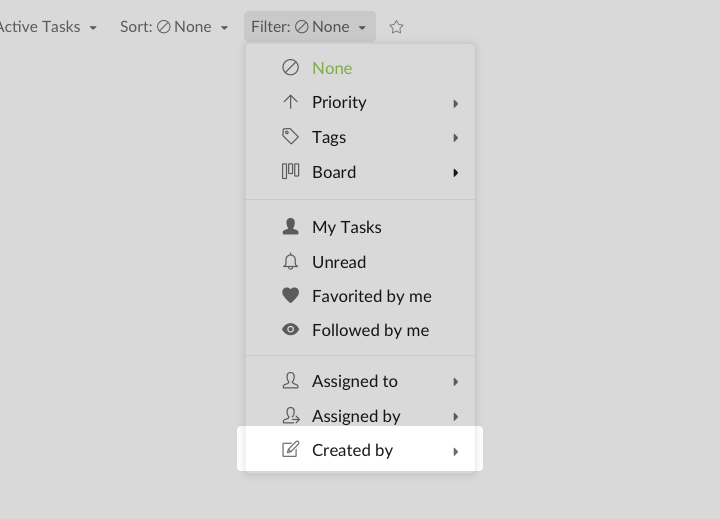 Active Tasks Sort: None Filter: None
None
Priority
Tags
Board
My Tasks
Unread
Favorited by me
Followed by me
Assigned to
Assigned by
Created by